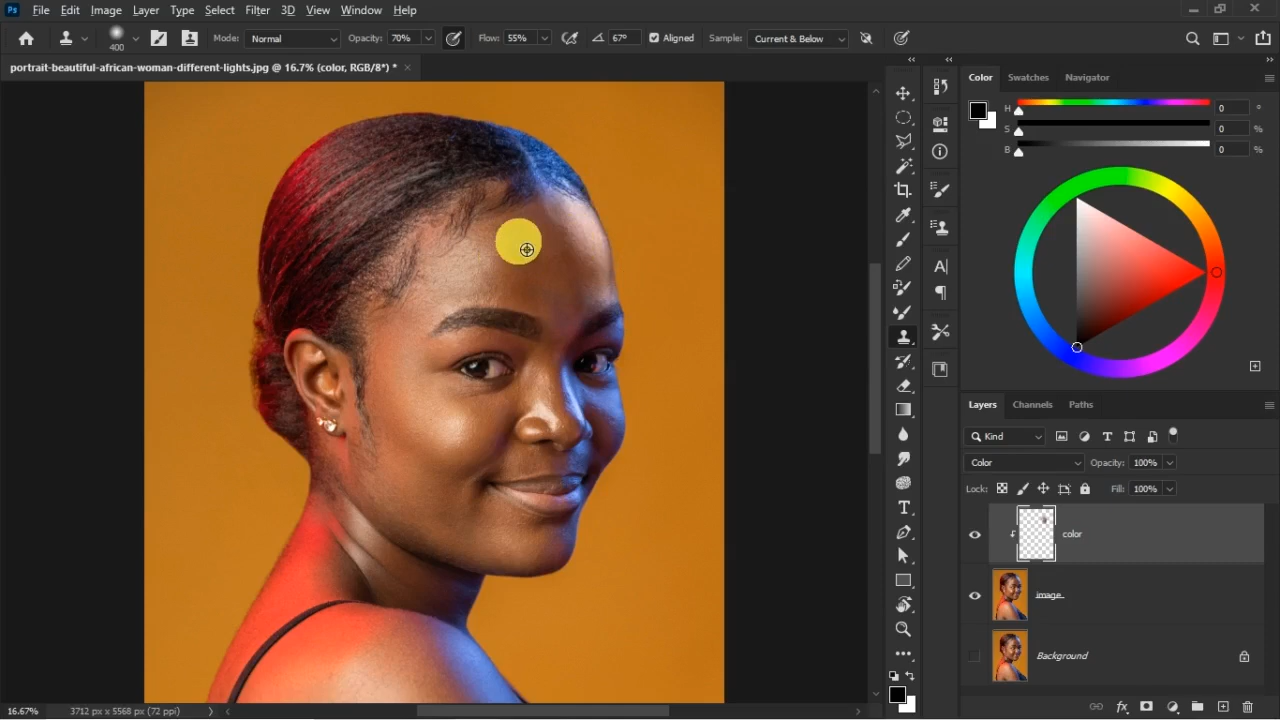 Ps File Edit Image Layer Type Select Filter 3D View Window Help
400 Mode: Normal Opacity: 70% Flow: 55% 67° Aligned Sample: Current & Below
portrait-beautiful-african-woman-different-lights.jpg @ 16.7% (color, RGB/8*) *
Color Swatches Navigator
H 0 °
S 0 %
B 0 %
Layers Channels Paths
Kind
Color Opacity: 100%
Lock: Fill: 100%
color
image
Background
16.67% 3712 px x 5568 px (72 ppi)